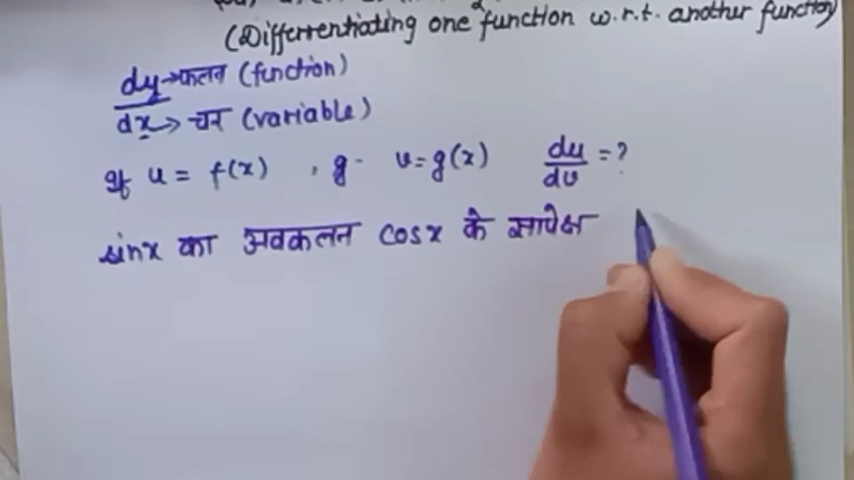 (Differentiating one function w.r.t. another function)
dy → फलन (function)
dx → चर (variable)
If u = f(x) , g v = g(x) du/dv = ?
sinx का अवकलन cosx के सापेक्ष